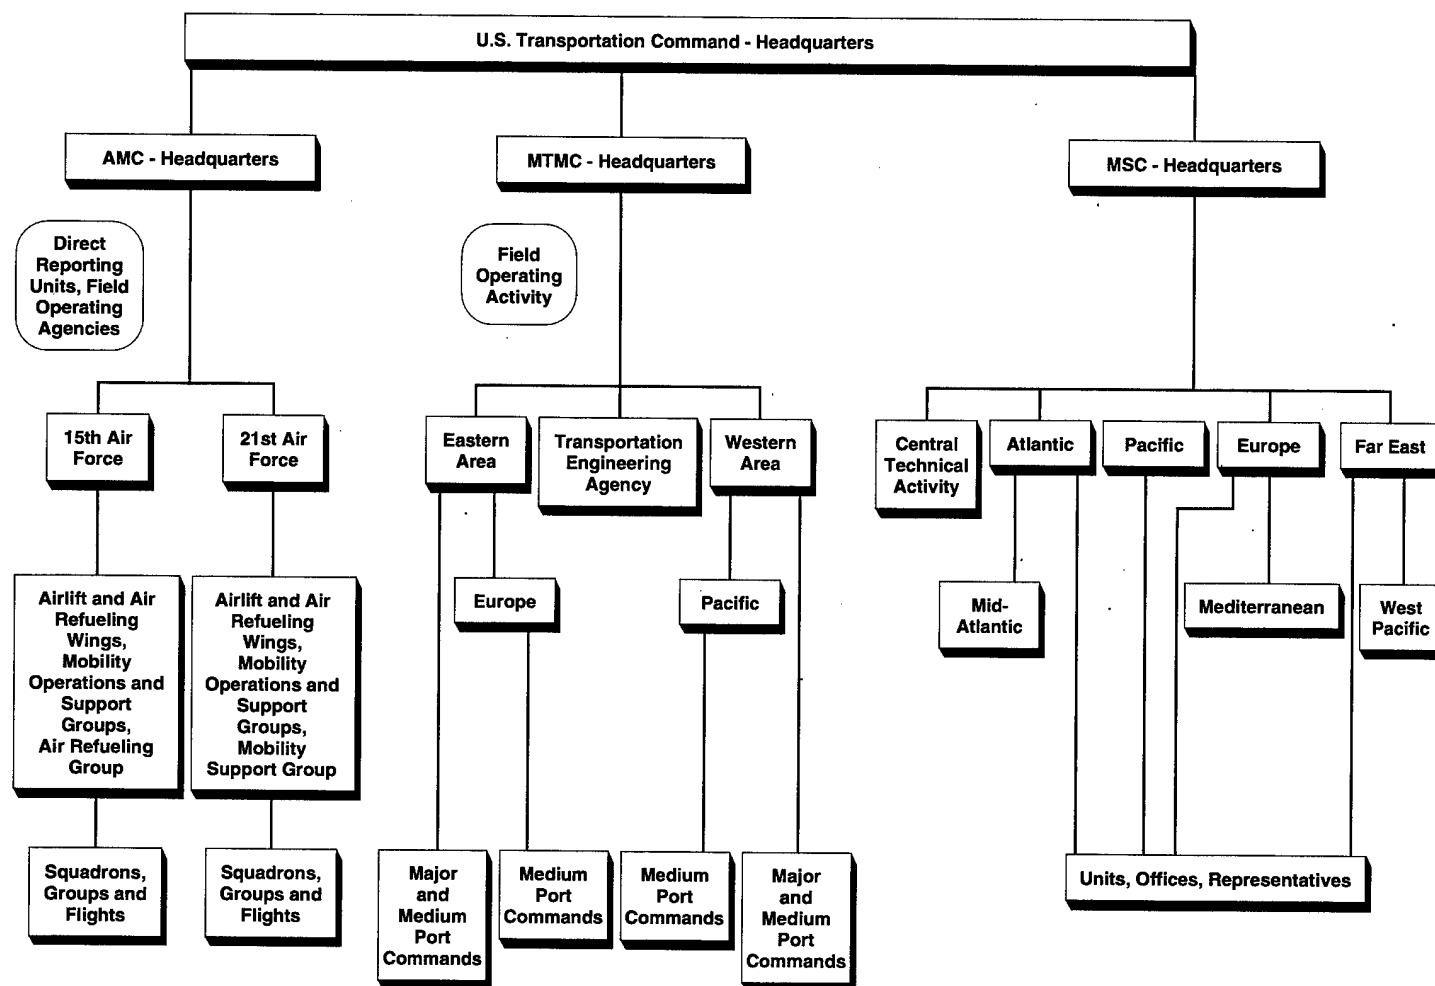 U.S. Transportation Command - Headquarters
AMC - Headquarters
MTMC - Headquarters
MSC - Headquarters
Direct
Reporting
Units, Field
Operating
Agencies
Field
Operating
Activity
15th Air
Force
21st Air
Force
Eastern
Area
Transportation
Engineering
Agency
Western
Area
Central
Technical
Activity
Atlantic
Pacific
Europe
Far East
Airlift and Air
Refueling
Wings,
Mobility
Operations and
Support
Groups,
Air Refueling
Group
Airlift and Air
Refueling
Wings,
Mobility
Operations and
Support
Groups,
Mobility
Support Group
Europe
Pacific
Mid-
Atlantic
Mediterranean
West
Pacific
Squadrons,
Groups and
Flights
Squadrons,
Groups and
Flights
Major
and
Medium
Port
Commands
Medium
Port
Commands
Medium
Port
Commands
Major
and
Medium
Port
Commands
Units, Offices, Representatives